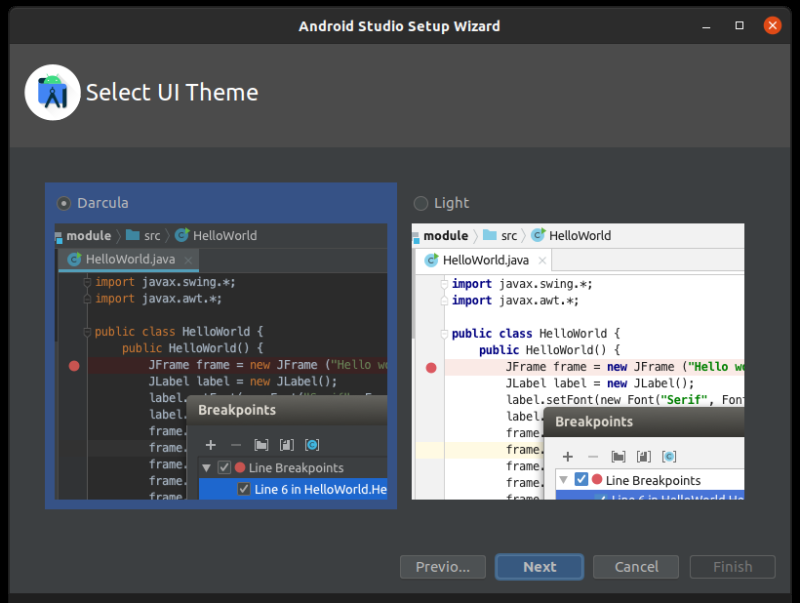 Android Studio Setup Wizard
Select UI Theme
Darcula
module src HelloWorld
HelloWorld.java
import javax.swing.*;
import javax.awt.*;
public class HelloWorld {
public HelloWorld() {
JFrame frame = new JFrame ("Hello wo
JLabel label = new JLabel();
label.
label.
frame.
frame.
frame.
frame.
frame.
Breakpoints
Line Breakpoints
Line 6 in HelloWorld.He
Light
module src HelloWorld
HelloWorld.java
import javax.swing.*;
import javax.awt.*;
public class HelloWorld {
public HelloWorld() {
JFrame frame = new JFrame ("Hello wo
JLabel label = new JLabel();
label.setFont(new Font("Serif", Font
label.
frame.
frame.
frame.
frame.
frame.
Breakpoints
Line Breakpoints
Line 6 in HelloWorld.He
Previo... Next Cancel Finish